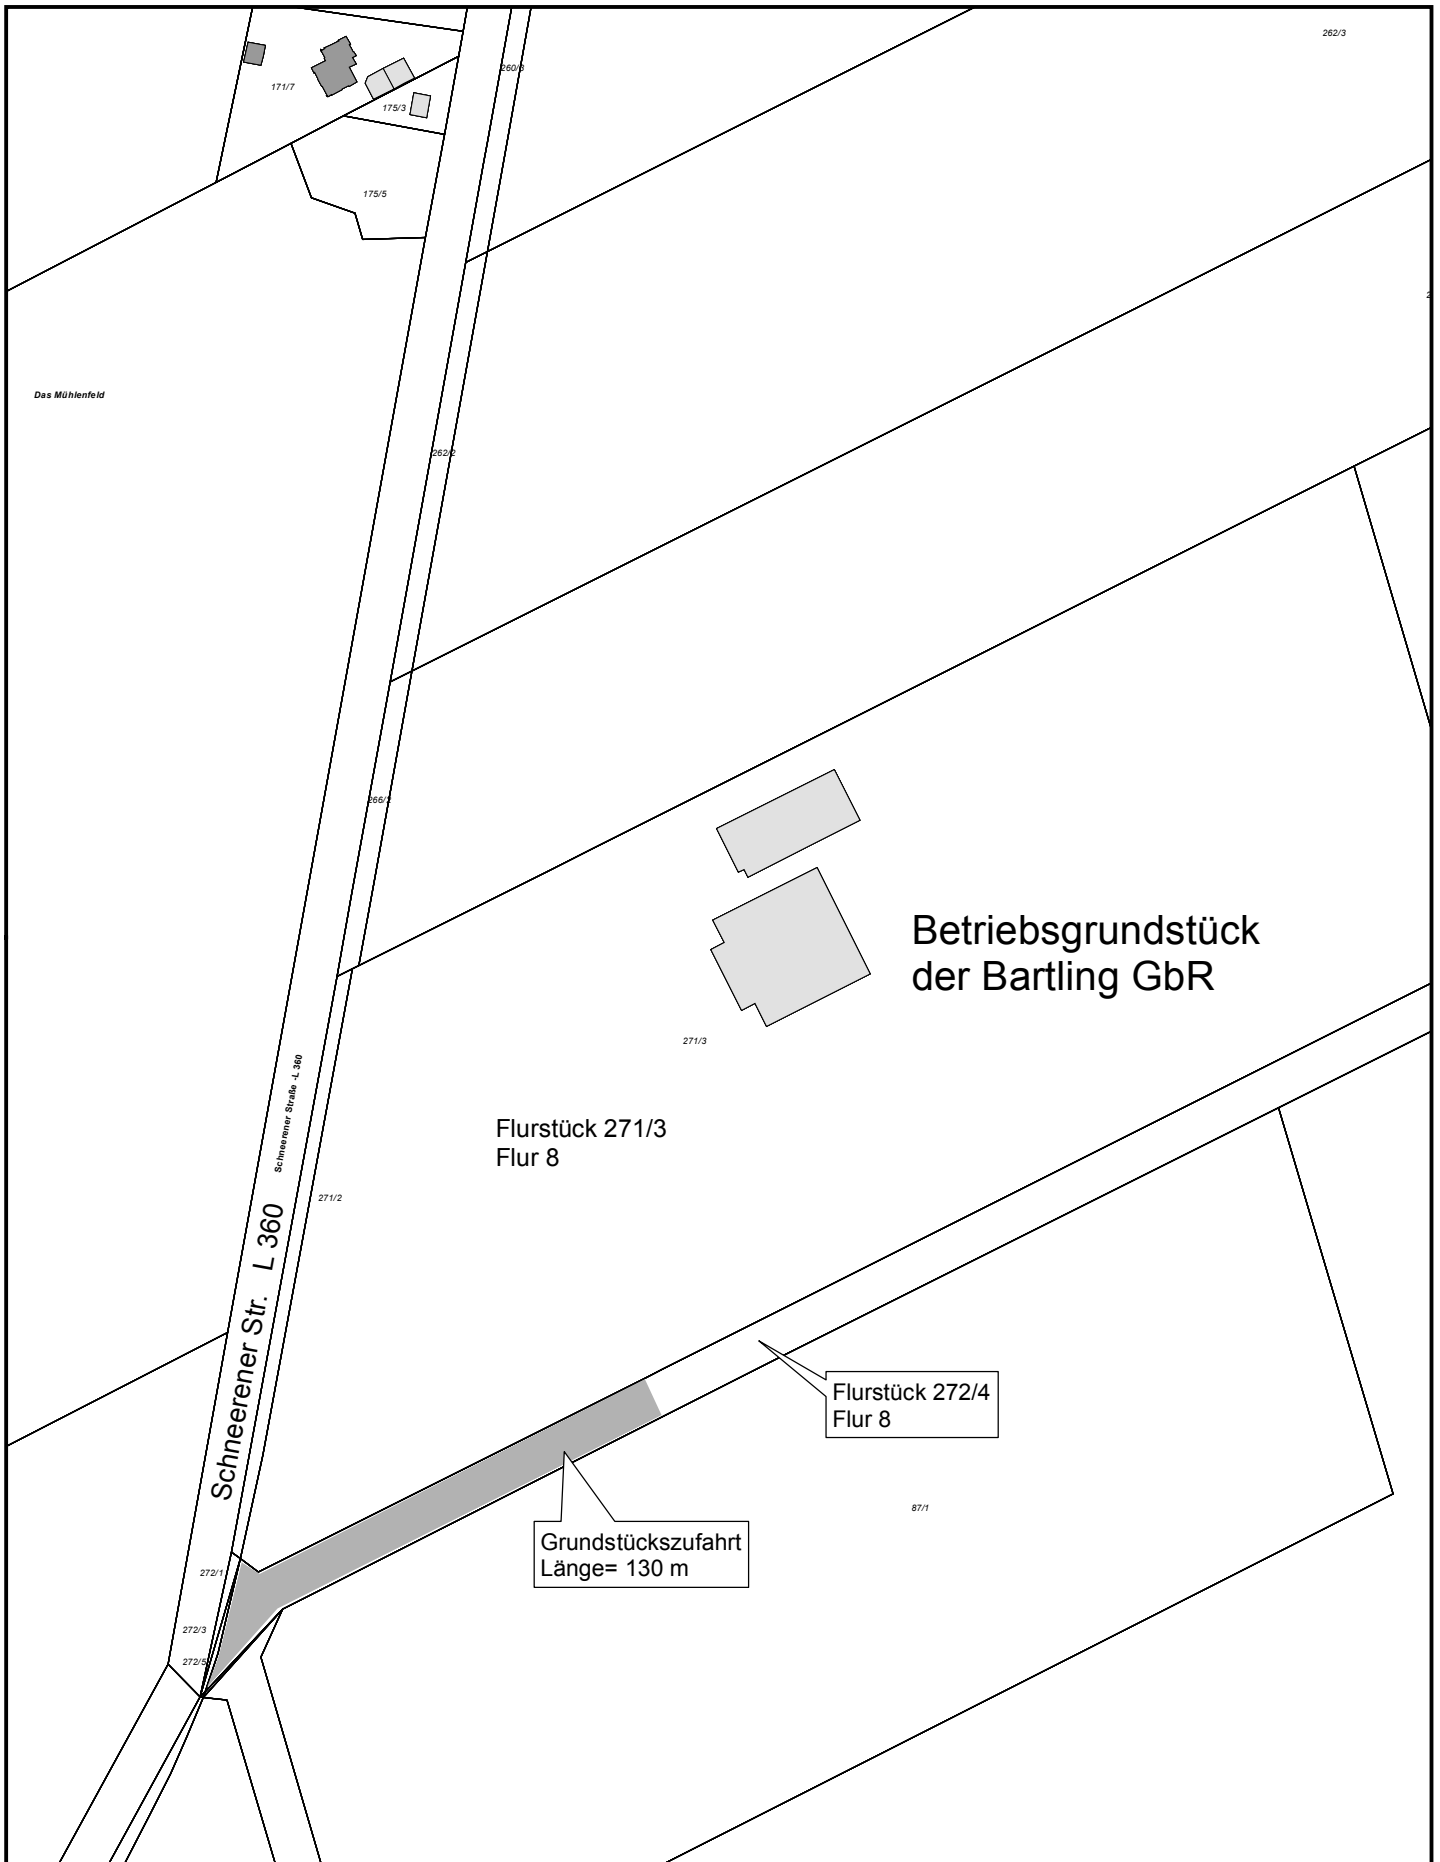 262/3
260/3
171/7
175/3
175/5
Das Mühlenfeld
262/2
266/2
Betriebsgrundstück
der Bartling GbR
271/3
Schneerener Straße -L 360
Flurstück 271/3
Flur 8
271/2
Schneerener Str. L 360
Flurstück 272/4
Flur 8
87/1
Grundstückszufahrt
Länge= 130 m
272/1
272/3
272/5